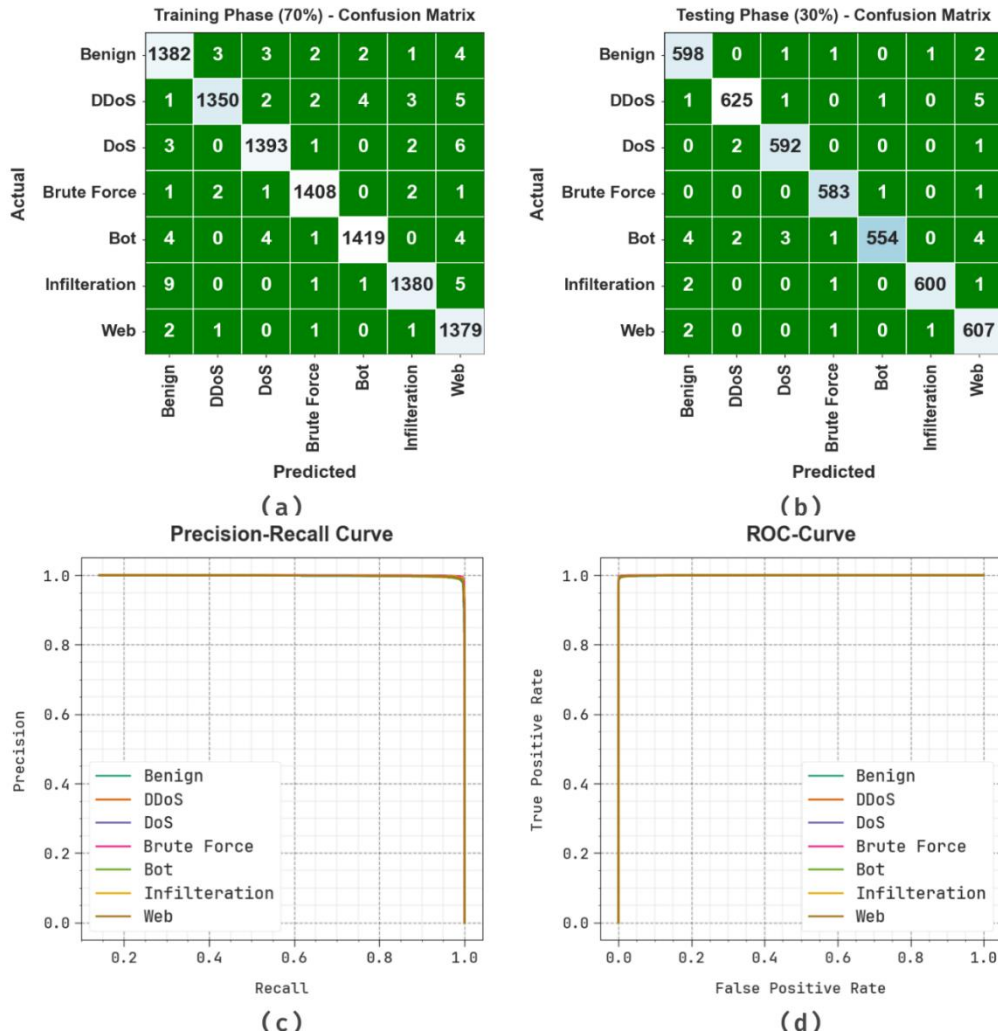 Training Phase (70%) - Confusion Matrix
Actual
Benign 1382 3 3 2 2 1 4
DDoS 1 1350 2 2 4 3 5
DoS 3 0 1393 1 0 2 6
Brute Force 1 2 1 1408 0 2 1
Bot 4 0 4 1 1419 0 4
Infilteration 9 0 0 1 1 1380 5
Web 2 1 0 1 0 1 1379
Benign DDoS DoS Brute Force Bot Infilteration Web
Predicted
(a)
Testing Phase (30%) - Confusion Matrix
Actual
Benign 598 0 1 1 0 1 2
DDoS 1 625 1 0 1 0 5
DoS 0 2 592 0 0 0 1
Brute Force 0 0 0 583 1 0 1
Bot 4 2 3 1 554 0 4
Infilteration 2 0 0 1 0 600 1
Web 2 0 0 1 0 1 607
Benign DDoS DoS Brute Force Bot Infilteration Web
Predicted
(b)
Precision-Recall Curve
Precision
1.0
0.8
0.6
0.4
0.2
0.0
Benign
DDoS
DoS
Brute Force
Bot
Infilteration
Web
0.2 0.4 0.6 0.8 1.0
Recall
(c)
ROC-Curve
True Positive Rate
1.0
0.8
0.6
0.4
0.2
0.0
Benign
DDoS
DoS
Brute Force
Bot
Infilteration
Web
0.0 0.2 0.4 0.6 0.8 1.0
False Positive Rate
(d)